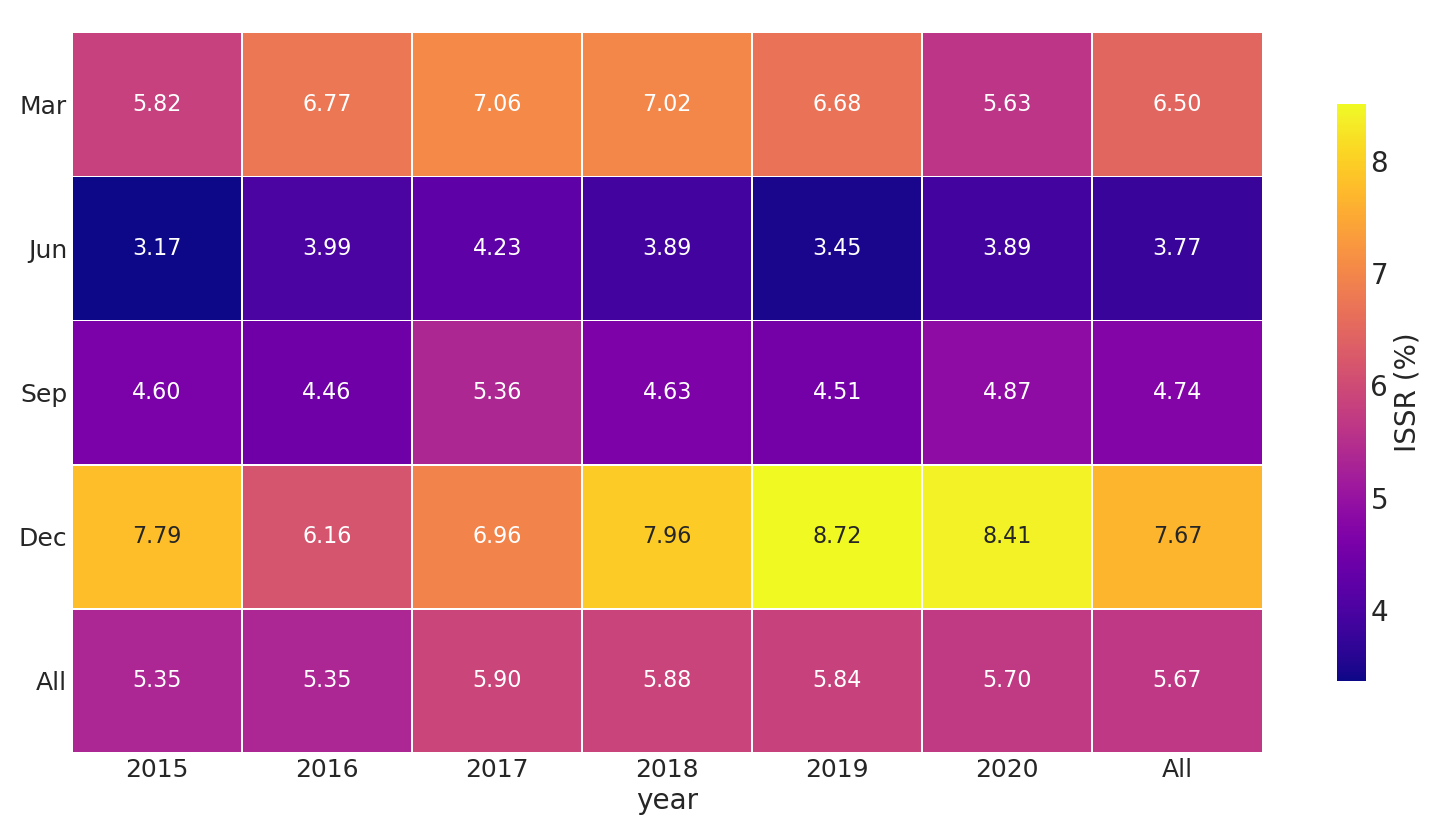 Mar 5.82 6.77 7.06 7.02 6.68 5.63 6.50
Jun 3.17 3.99 4.23 3.89 3.45 3.89 3.77
Sep 4.60 4.46 5.36 4.63 4.51 4.87 4.74
Dec 7.79 6.16 6.96 7.96 8.72 8.41 7.67
All 5.35 5.35 5.90 5.88 5.84 5.70 5.67
2015 2016 2017 2018 2019 2020 All
year
8
7
6
5
4
ISSR (%)